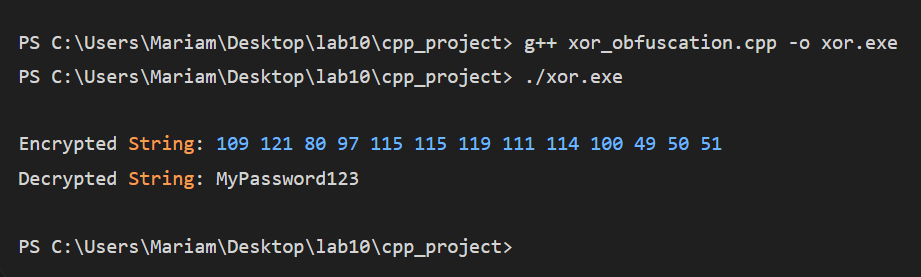 PS C:\Users\Mariam\Desktop\lab10\cpp_project> g++ xor_obfuscation.cpp -o xor.exe
PS C:\Users\Mariam\Desktop\lab10\cpp_project> ./xor.exe
Encrypted String: 109 121 80 97 115 115 119 111 114 100 49 50 51
Decrypted String: MyPassword123
PS C:\Users\Mariam\Desktop\lab10\cpp_project>